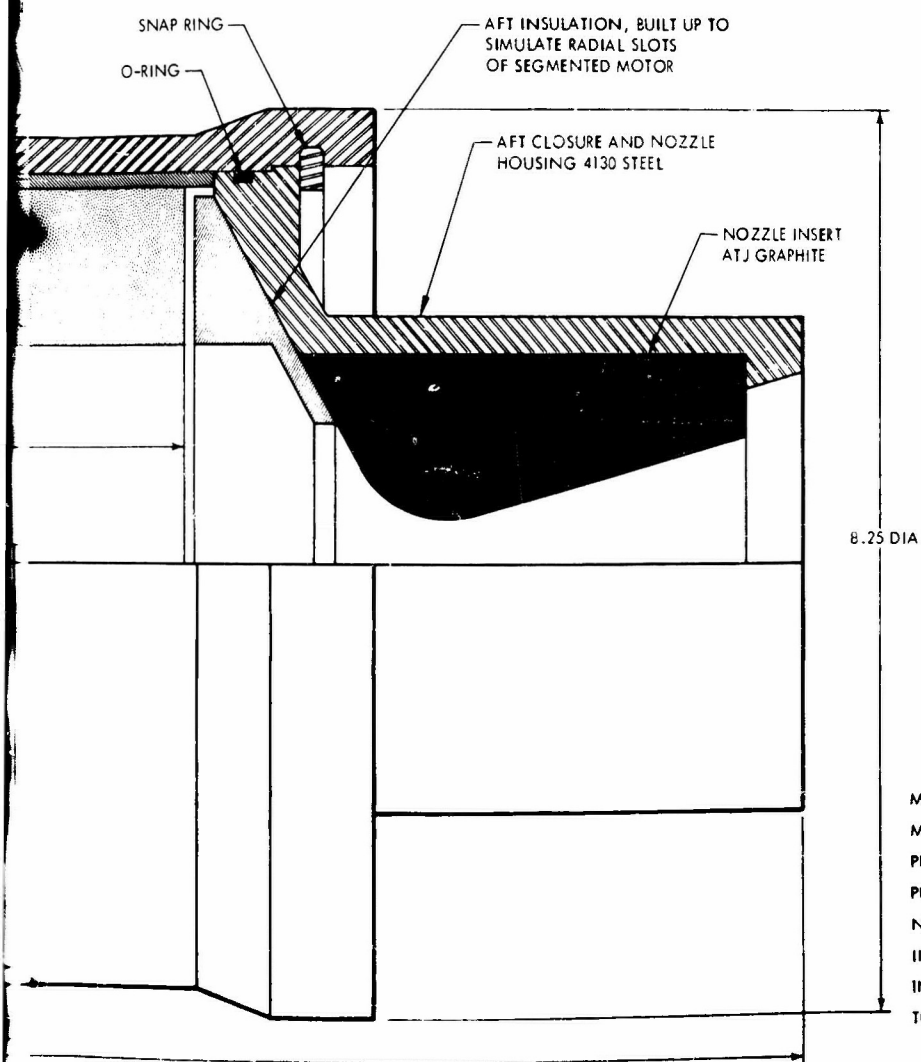 SNAP RING
O-RING
AFT INSULATION, BUILT UP TO
SIMULATE RADIAL SLOTS
OF SEGMENTED MOTOR
AFT CLOSURE AND NOZZLE
HOUSING 4130 STEEL
NOZZLE INSERT
ATJ GRAPHITE
8.25 DIA